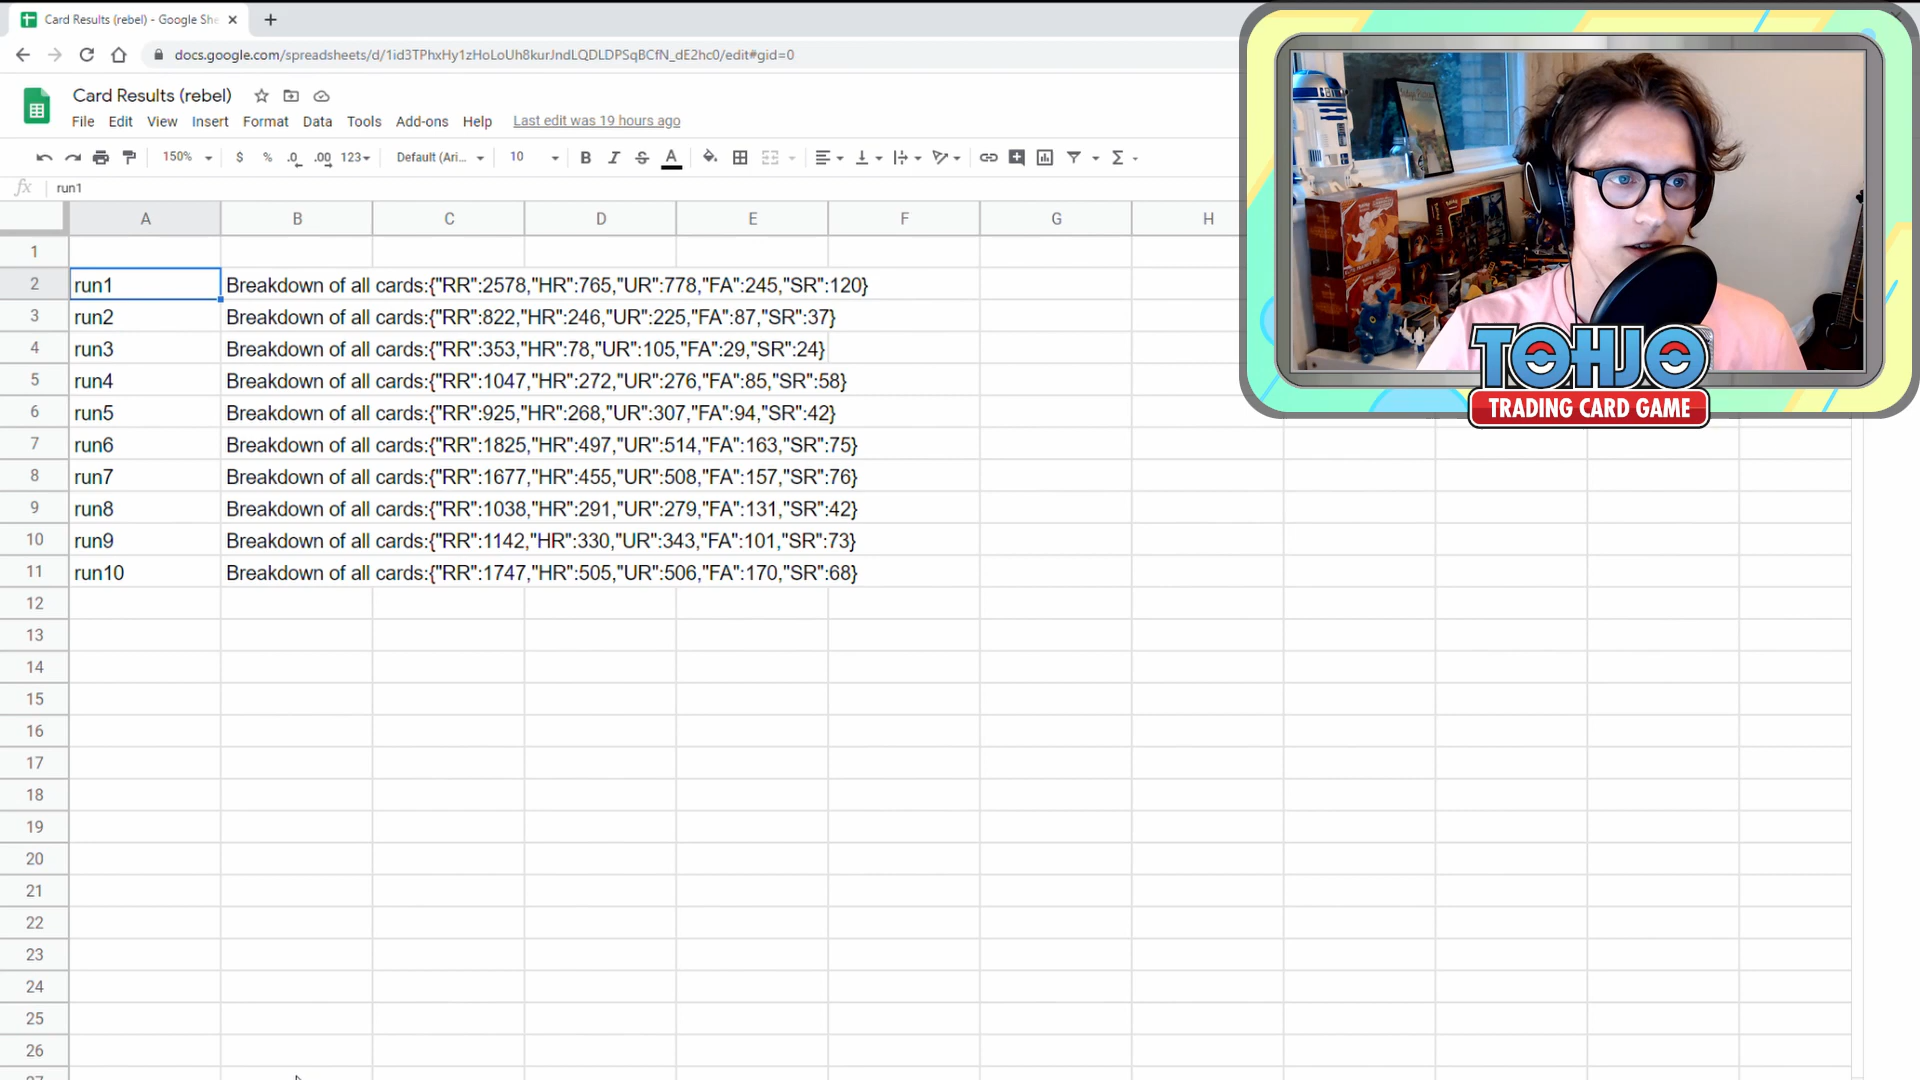 Card Results (rebel) - Google She
docs.google.com/spreadsheets/d/1id3TPhxHy1zHoLoUh8kurJndLQDLDPSqBCfN_dE2hc0/edit#gid=0
Card Results (rebel)
File Edit View Insert Format Data Tools Add-ons Help Last edit was 19 hours ago
150% $ % .0 .00 123 Default (Ari... 10 B I S A Σ
fx run1
A B C D E F G H
1
2 run1 Breakdown of all cards:{"RR":2578,"HR":765,"UR":778,"FA":245,"SR":120}
3 run2 Breakdown of all cards:{"RR":822,"HR":246,"UR":225,"FA":87,"SR":37}
4 run3 Breakdown of all cards:{"RR":353,"HR":78,"UR":105,"FA":29,"SR":24}
5 run4 Breakdown of all cards:{"RR":1047,"HR":272,"UR":276,"FA":85,"SR":58}
6 run5 Breakdown of all cards:{"RR":925,"HR":268,"UR":307,"FA":94,"SR":42}
7 run6 Breakdown of all cards:{"RR":1825,"HR":497,"UR":514,"FA":163,"SR":75}
8 run7 Breakdown of all cards:{"RR":1677,"HR":455,"UR":508,"FA":157,"SR":76}
9 run8 Breakdown of all cards:{"RR":1038,"HR":291,"UR":279,"FA":131,"SR":42}
10 run9 Breakdown of all cards:{"RR":1142,"HR":330,"UR":343,"FA":101,"SR":73}
11 run10 Breakdown of all cards:{"RR":1747,"HR":505,"UR":506,"FA":170,"SR":68}
12
13
14
15
16
17
18
19
20
21
22
23
24
25
26
TOHJO
TRADING CARD GAME